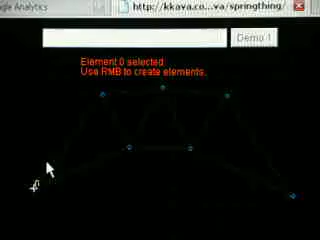 gle Analytics
http://kkava.co...va/springthing/
Demo 1
Element 0 selected
Use RMB to create elements.